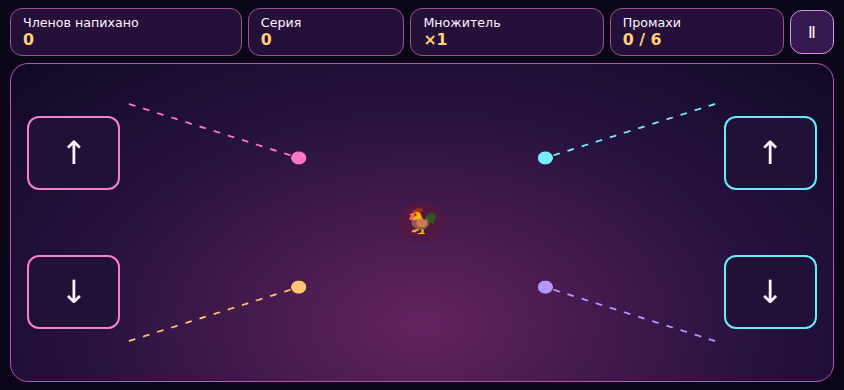 Членов напихано
0
Серия
0
Множитель
×1
Промахи
0 / 6
⏸
↑
↑
↓
↓